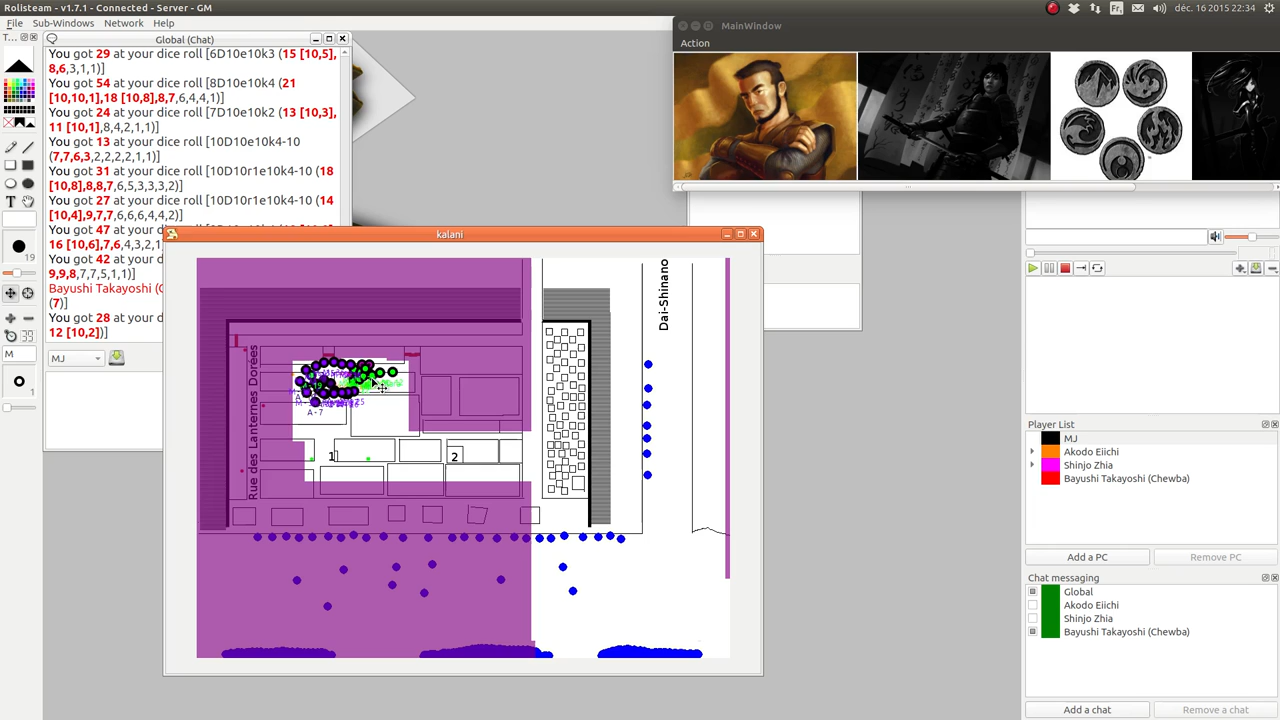 Rolisteam - v1.7.1 - Connected - Server - GM
déc. 16 2015 22:34
File Sub-Windows Network Help
Global (Chat)
You got 29 at your dice roll [6D10e10k3 (15 [10,5],
8,6,3,1,1)]
You got 54 at your dice roll [8D10e10k4 (21
[10,10,1],18 [10,8],8,7,6,4,4,1)]
You got 24 at your dice roll [7D10e10k2 (13 [10,3],
11 [10,1],8,4,2,1,1)]
You got 13 at your dice roll [10D10e10k4-10
(7,7,6,3,2,2,2,2,1,1)]
You got 31 at your dice roll [10D10r1e10k4-10 (18
[10,8],8,8,7,6,5,3,3,3,2)]
You got 27 at your dice roll [10D10r1e10k4-10 (14
[10,4],9,7,7,6,6,6,4,4,2)]
You got 47
16 [10,6],7,6,4,3,2,1
You got 42
9,9,8,7,7,5,1,1)]
Bayushi Takayoshi (C
(7)]
You got 28 at your d
12 [10,2])]
MJ
19
M
1
MainWindow
Action
kalani
Dai-Shinano
Rue des Lanternes Dorées
A - 7
1
2
Player List
MJ
Akodo Eiichi
Shinjo Zhia
Bayushi Takayoshi (Chewba)
Add a PC
Remove PC
Chat messaging
Global
Akodo Eiichi
Shinjo Zhia
Bayushi Takayoshi (Chewba)
Add a chat
Remove a chat